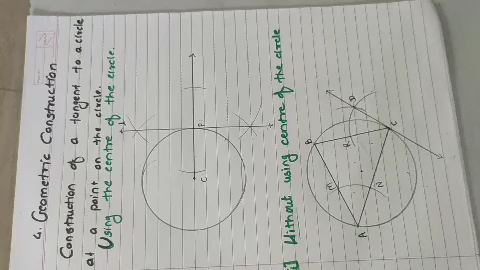 4. Geometric Construction
Construction of a tangent to a circle
at a point on the circle.
Using the centre of the circle.
P
C
Without using centre of the circle
A
B
C
D
R